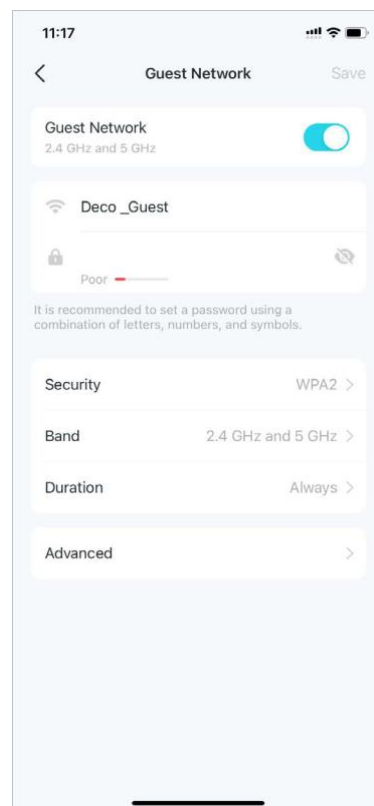 11:17
Guest Network
Save
Guest Network
2.4 GHz and 5 GHz
Deco _Guest
Poor
It is recommended to set a password using a
combination of letters, numbers, and symbols.
Security WPA2 >
Band 2.4 GHz and 5 GHz >
Duration Always >
Advanced >